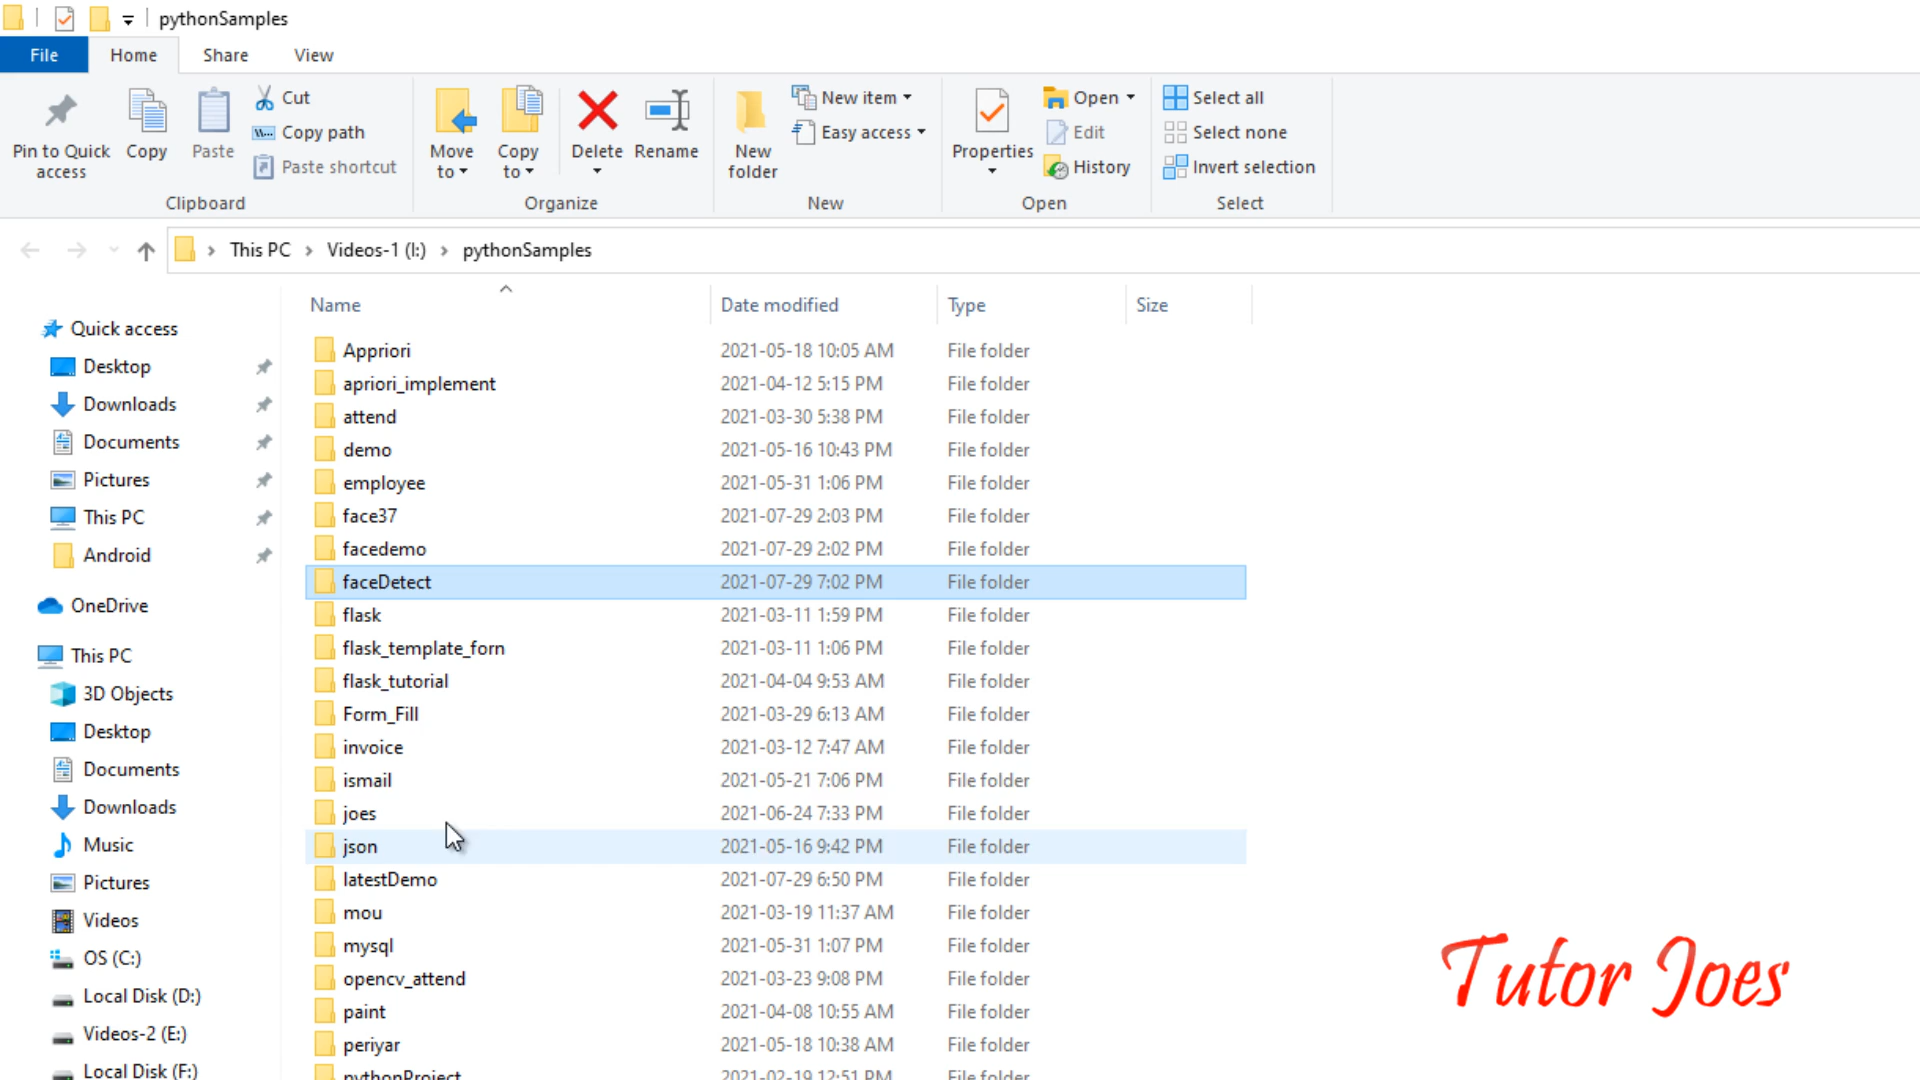 pythonSamples
File Home Share View
Pin to Quick access
Copy
Paste
Cut
Copy path
Paste shortcut
Clipboard
Move to
Copy to
Delete
Rename
Organize
New folder
New item
Easy access
New
Properties
Open
Edit
History
Open
Select all
Select none
Invert selection
Select
This PC › Videos-1 (I:) › pythonSamples
Quick access
Desktop
Downloads
Documents
Pictures
This PC
Android
OneDrive
This PC
3D Objects
Desktop
Documents
Downloads
Music
Pictures
Videos
OS (C:)
Local Disk (D:)
Videos-2 (E:)
Local Disk (F:)
Name Date modified Type Size
Appriori 2021-05-18 10:05 AM File folder
apriori_implement 2021-04-12 5:15 PM File folder
attend 2021-03-30 5:38 PM File folder
demo 2021-05-16 10:43 PM File folder
employee 2021-05-31 1:06 PM File folder
face37 2021-07-29 2:03 PM File folder
facedemo 2021-07-29 2:02 PM File folder
faceDetect 2021-07-29 7:02 PM File folder
flask 2021-03-11 1:59 PM File folder
flask_template_forn 2021-03-11 1:06 PM File folder
flask_tutorial 2021-04-04 9:53 AM File folder
Form_Fill 2021-03-29 6:13 AM File folder
invoice 2021-03-12 7:47 AM File folder
ismail 2021-05-21 7:06 PM File folder
joes 2021-06-24 7:33 PM File folder
json 2021-05-16 9:42 PM File folder
latestDemo 2021-07-29 6:50 PM File folder
mou 2021-03-19 11:37 AM File folder
mysql 2021-05-31 1:07 PM File folder
opencv_attend 2021-03-23 9:08 PM File folder
paint 2021-04-08 10:55 AM File folder
periyar 2021-05-18 10:38 AM File folder
pythonProject 2021-02-19 12:51 PM File folder
Tutor Joes